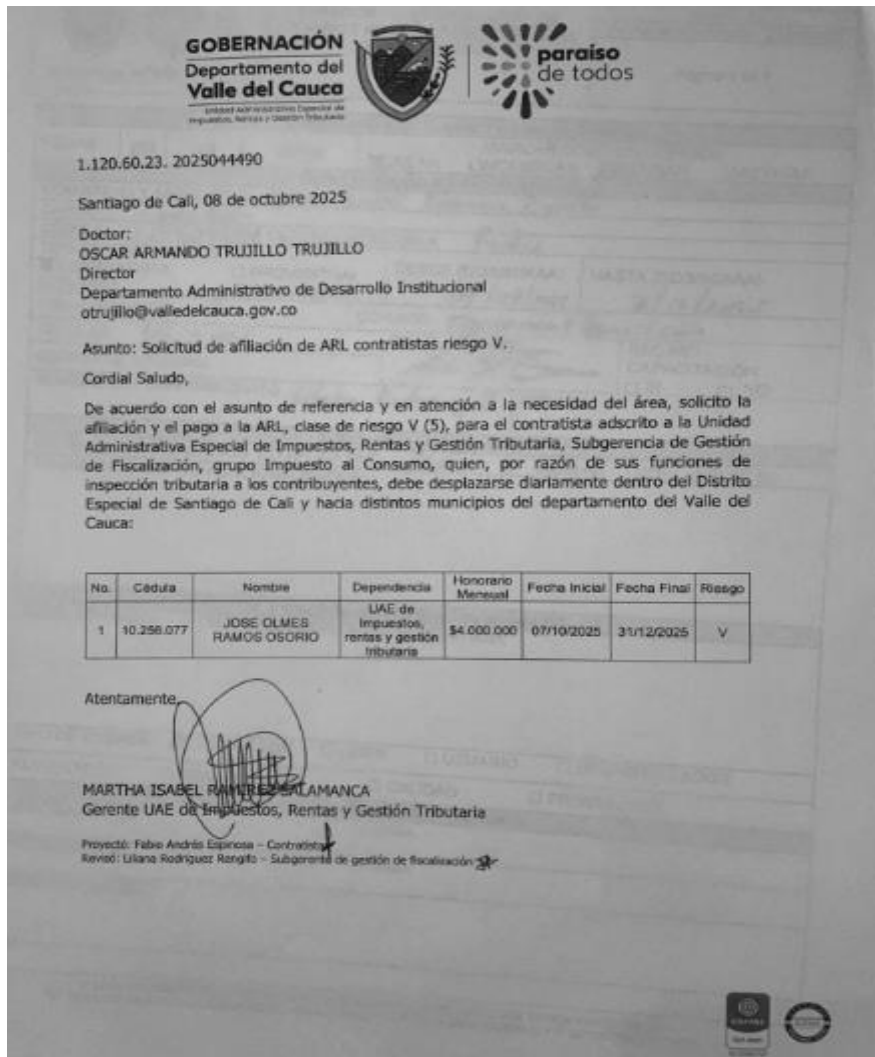 GOBERNACIÓN
Departamento del
Valle del Cauca
Unidad Administrativa Especial de
Impuestos, Rentas y Gestión Tributaria
paraiso
de todos
1.120.60.23. 2025044490
Santiago de Cali, 08 de octubre 2025
Doctor:
OSCAR ARMANDO TRUJILLO TRUJILLO
Director
Departamento Administrativo de Desarrollo Institucional
otrujillo@valledelcauca.gov.co
Asunto: Solicitud de afiliación de ARL contratistas riesgo V.
Cordial Saludo,
De acuerdo con el asunto de referencia y en atención a la necesidad del área, solicito la
afiliación y el pago a la ARL, clase de riesgo V (5), para el contratista adscrito a la Unidad
Administrativa Especial de Impuestos, Rentas y Gestión Tributaria, Subgerencia de Gestión
de Fiscalización, grupo Impuesto al Consumo, quien, por razón de sus funciones de
inspección tributaria a los contribuyentes, debe desplazarse diariamente dentro del Distrito
Especial de Santiago de Cali y hacia distintos municipios del departamento del Valle del
Cauca:
No. Cédula Nombre Dependencia Honorario Mensual Fecha Inicial Fecha Final Riesgo
1 10.256.077 JOSE OLMES RAMOS OSORIO UAE de Impuestos, rentas y gestión tributaria $4.000.000 07/10/2025 31/12/2025 V
Atentamente,
MARTHA ISABEL RAMIREZ SALAMANCA
Gerente UAE de Impuestos, Rentas y Gestión Tributaria
Proyectó: Fabio Andrés Espinosa – Contratista
Revisó: Liliana Rodriguez Rengifo – Subgerente de gestión de fiscalización